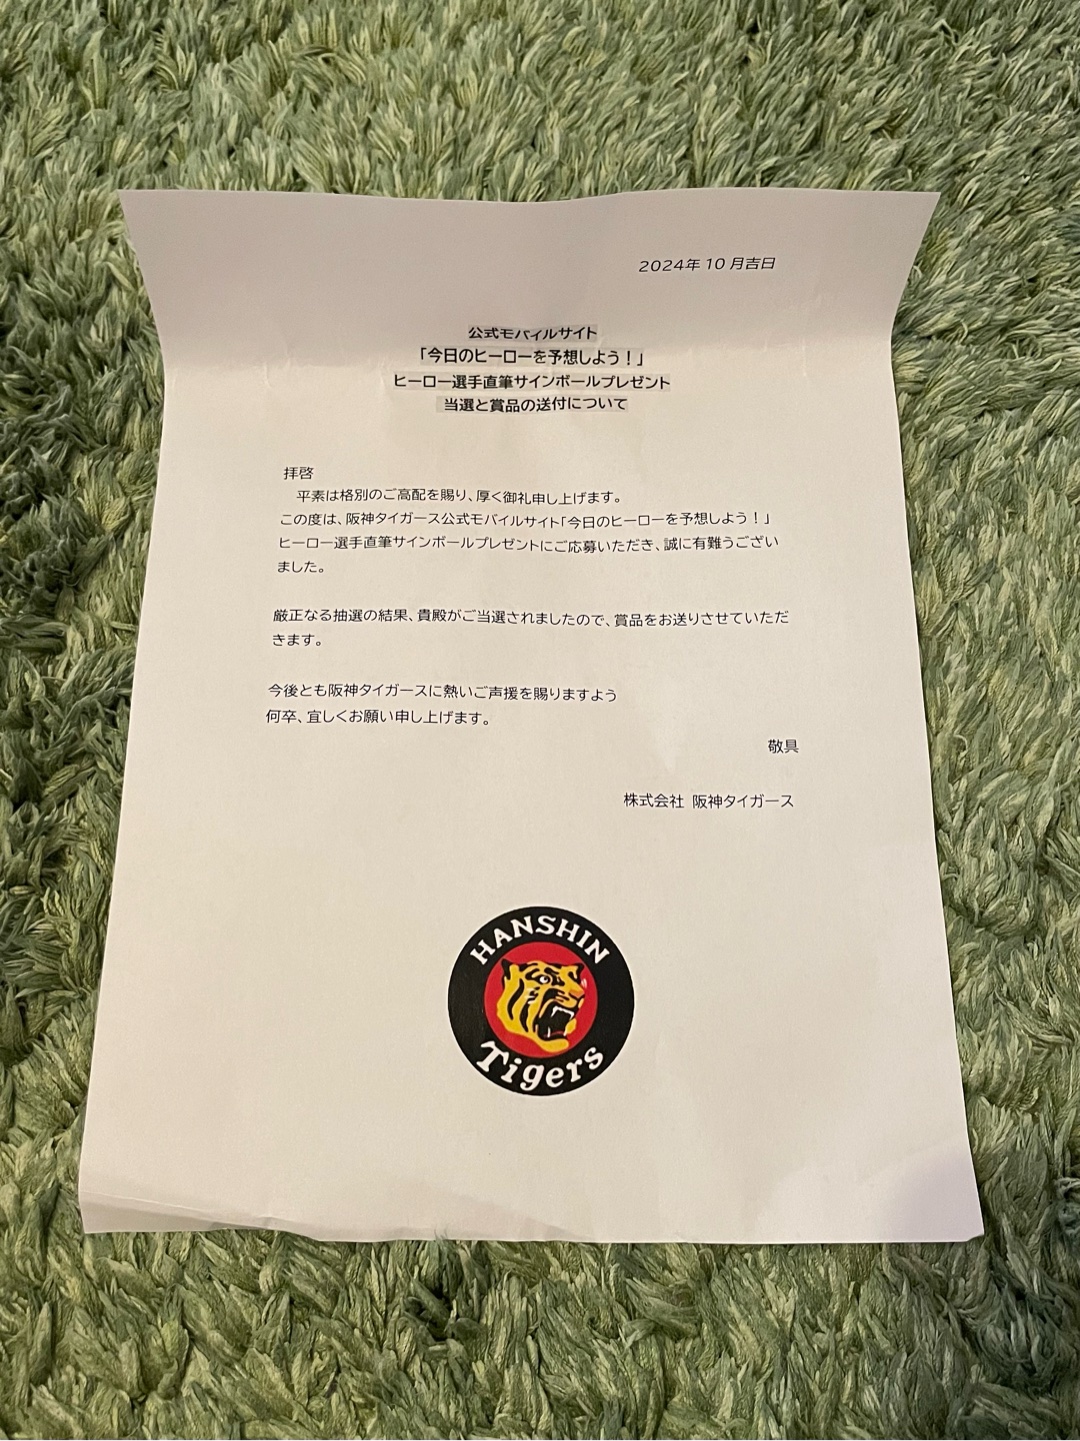 2024年10月吉日
公式モバイルサイト
「今日のヒーローを予想しよう！」
ヒーロー選手直筆サインボールプレゼント
当選と賞品の送付について
拝啓
平素は格別のご高配を賜り、厚く御礼申し上げます。
この度は、阪神タイガース公式モバイルサイト「今日のヒーローを予想しよう！」
ヒーロー選手直筆サインボールプレゼントにご応募いただき、誠に有難うござい
ました。
厳正なる抽選の結果、貴殿がご当選されましたので、賞品をお送りさせていただ
きます。
今後とも阪神タイガースに熱いご声援を賜りますよう
何卒、宜しくお願い申し上げます。
敬具
株式会社 阪神タイガース
HANSHIN
Tigers